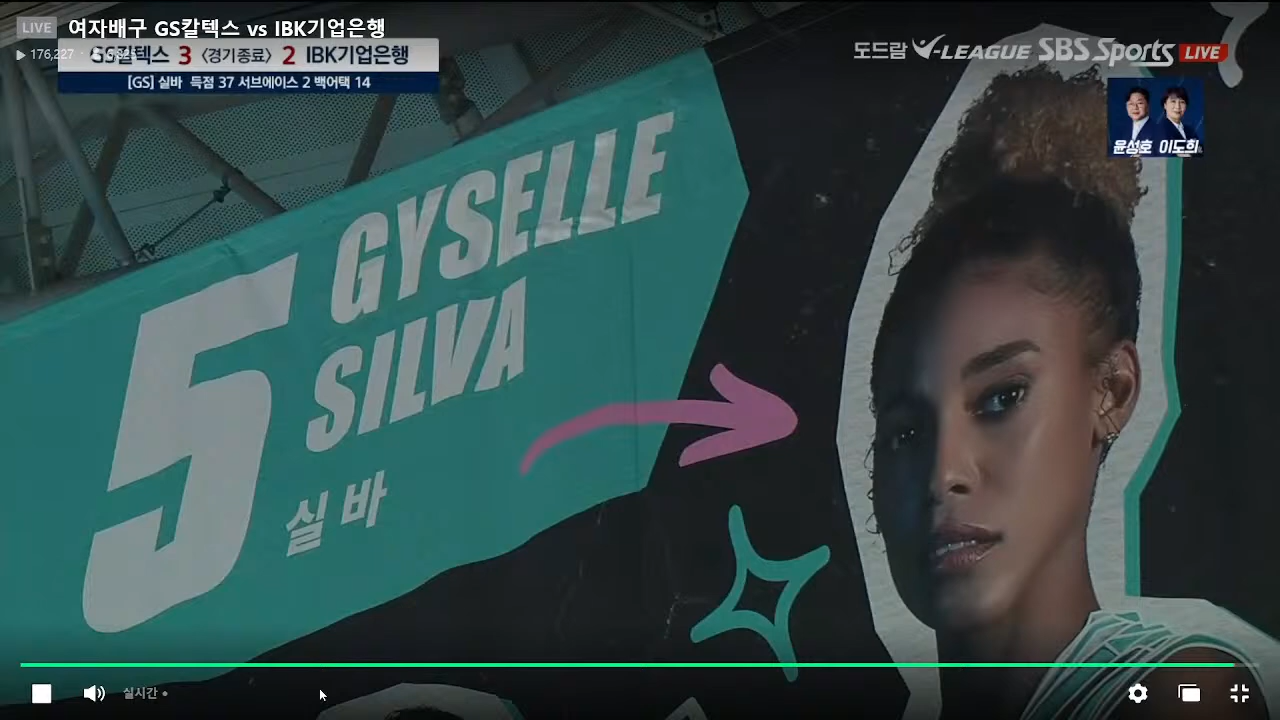 LIVE 여자배구 GS칼텍스 vs IBK기업은행
176,227
GS칼텍스 3 〈경기종료〉 2 IBK기업은행
[GS] 실바 득점 37 서브에이스 2 백어택 14
도드람 V-LEAGUE SBS Sports LIVE
윤성호 이도희
5
GYSELLE
SILVA
실바
실시간